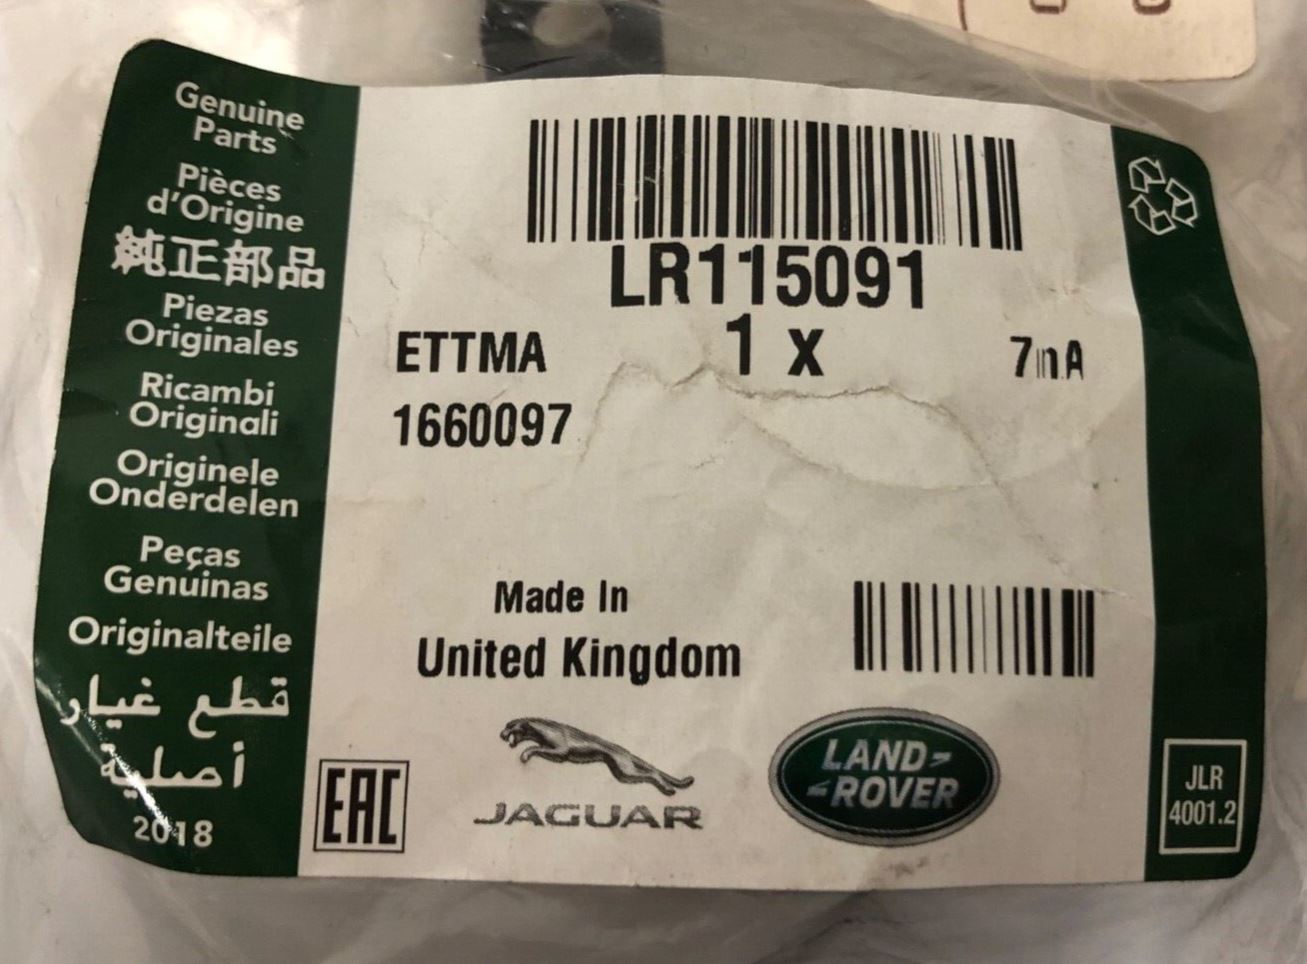 Genuine
Parts
Pièces
d'Origine
純正部品
Piezas
Originales
Ricambi
Originali
Originele
Onderdelen
Peças
Genuinas
Originalteile
قطع غيار
أصلية
2018
LR115091
ETTMA 1 x
1660097
Made In
United Kingdom
EAC
JAGUAR
LAND-
-ROVER
JLR
4001.2